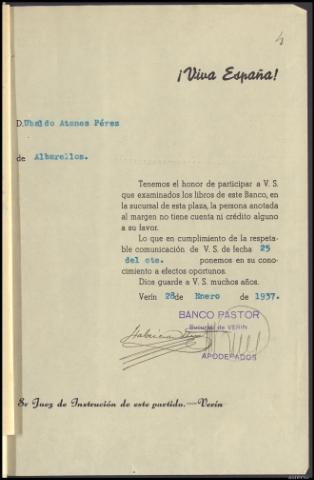 4
¡Viva España!
D. Ubaldo Atanes Pérez
de Albarellos.
Tenemos el honor de participar a V. S.
que examinados los libros de este Banco, en
la sucursal de esta plaza, la persona anotada
al margen no tiene cuenta ni crédito alguno
a su favor.
Lo que en cumplimiento de la respeta-
ble comunicación de V. S. de fecha 25
del cte. ponemos en su cono-
cimiento a efectos oportunos.
Dios guarde a V. S. muchos años.
Verín 28 de Enero de 1937.
BANCO PASTOR
Sucursal de VERIN
APODERADOS
Sr Juez de Instrución de este partido.—Verín